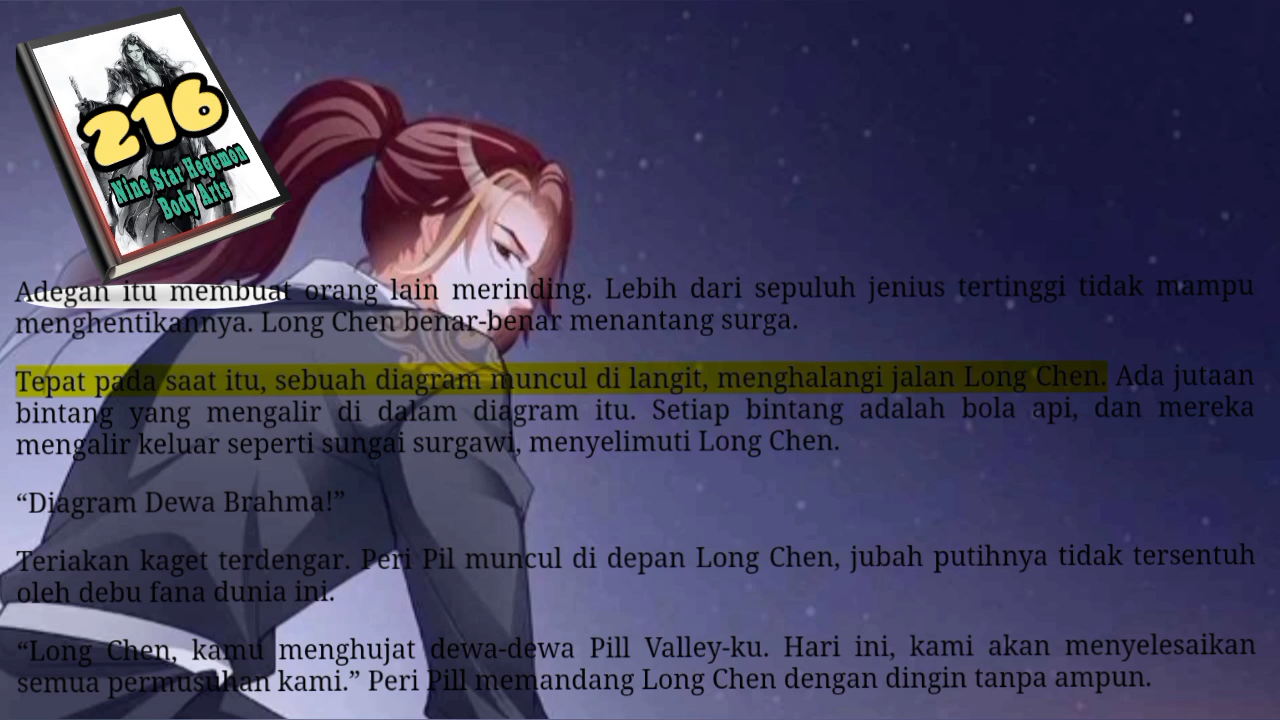 216
Nine Star Hegemon
Body Arts
Adegan itu membuat orang lain merinding. Lebih dari sepuluh jenius tertinggi tidak mampu
menghentikannya. Long Chen benar-benar menantang surga.
Tepat pada saat itu, sebuah diagram muncul di langit, menghalangi jalan Long Chen. Ada jutaan
bintang yang mengalir di dalam diagram itu. Setiap bintang adalah bola api, dan mereka
mengalir keluar seperti sungai surgawi, menyelimuti Long Chen.
“Diagram Dewa Brahma!”
Teriakan kaget terdengar. Peri Pil muncul di depan Long Chen, jubah putihnya tidak tersentuh
oleh debu fana dunia ini.
“Long Chen, kamu menghujat dewa-dewa Pill Valley-ku. Hari ini, kami akan menyelesaikan
semua permusuhan kami.” Peri Pill memandang Long Chen dengan dingin tanpa ampun.